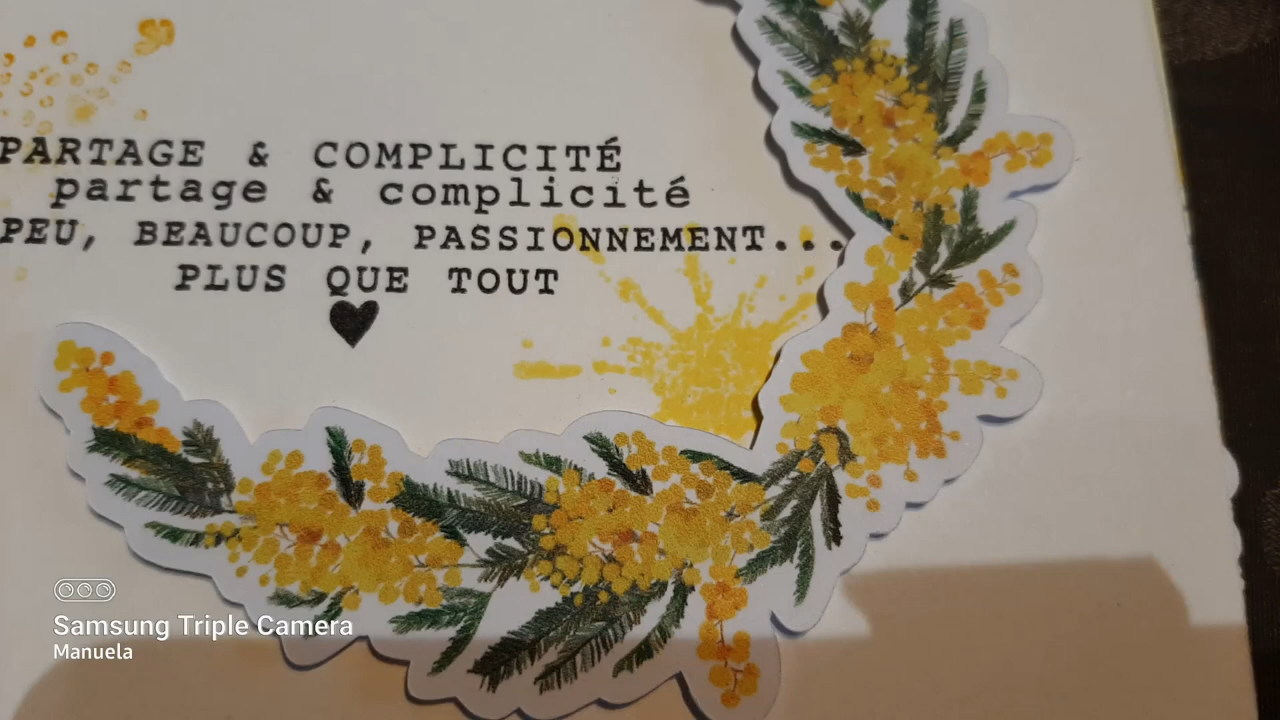 PARTAGE & COMPLICITÉ
partage & complicité
PEU, BEAUCOUP, PASSIONNEMENT...
PLUS QUE TOUT
Samsung Triple Camera
Manuela